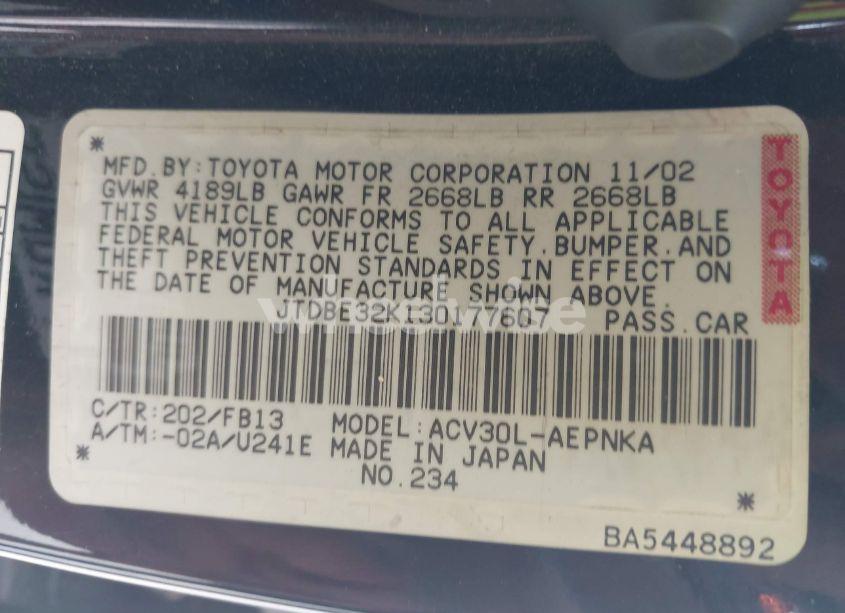 MFD.BY:TOYOTA MOTOR CORPORATION 11/02
GVWR 4189LB GAWR FR 2668LB RR 2668LB
THIS VEHICLE CONFORMS TO ALL APPLICABLE
FEDERAL MOTOR VEHICLE SAFETY.BUMPER.AND
THEFT PREVENTION STANDARDS IN EFFECT ON
THE DATE OF MANUFACTURE SHOWN ABOVE.
JTDBE32K130177607 PASS.CAR
C/TR:202/FB13 MODEL:ACV30L-AEPNKA
A/TM:-02A/U241E MADE IN JAPAN
NO.234
BA5448892
TOYOTA